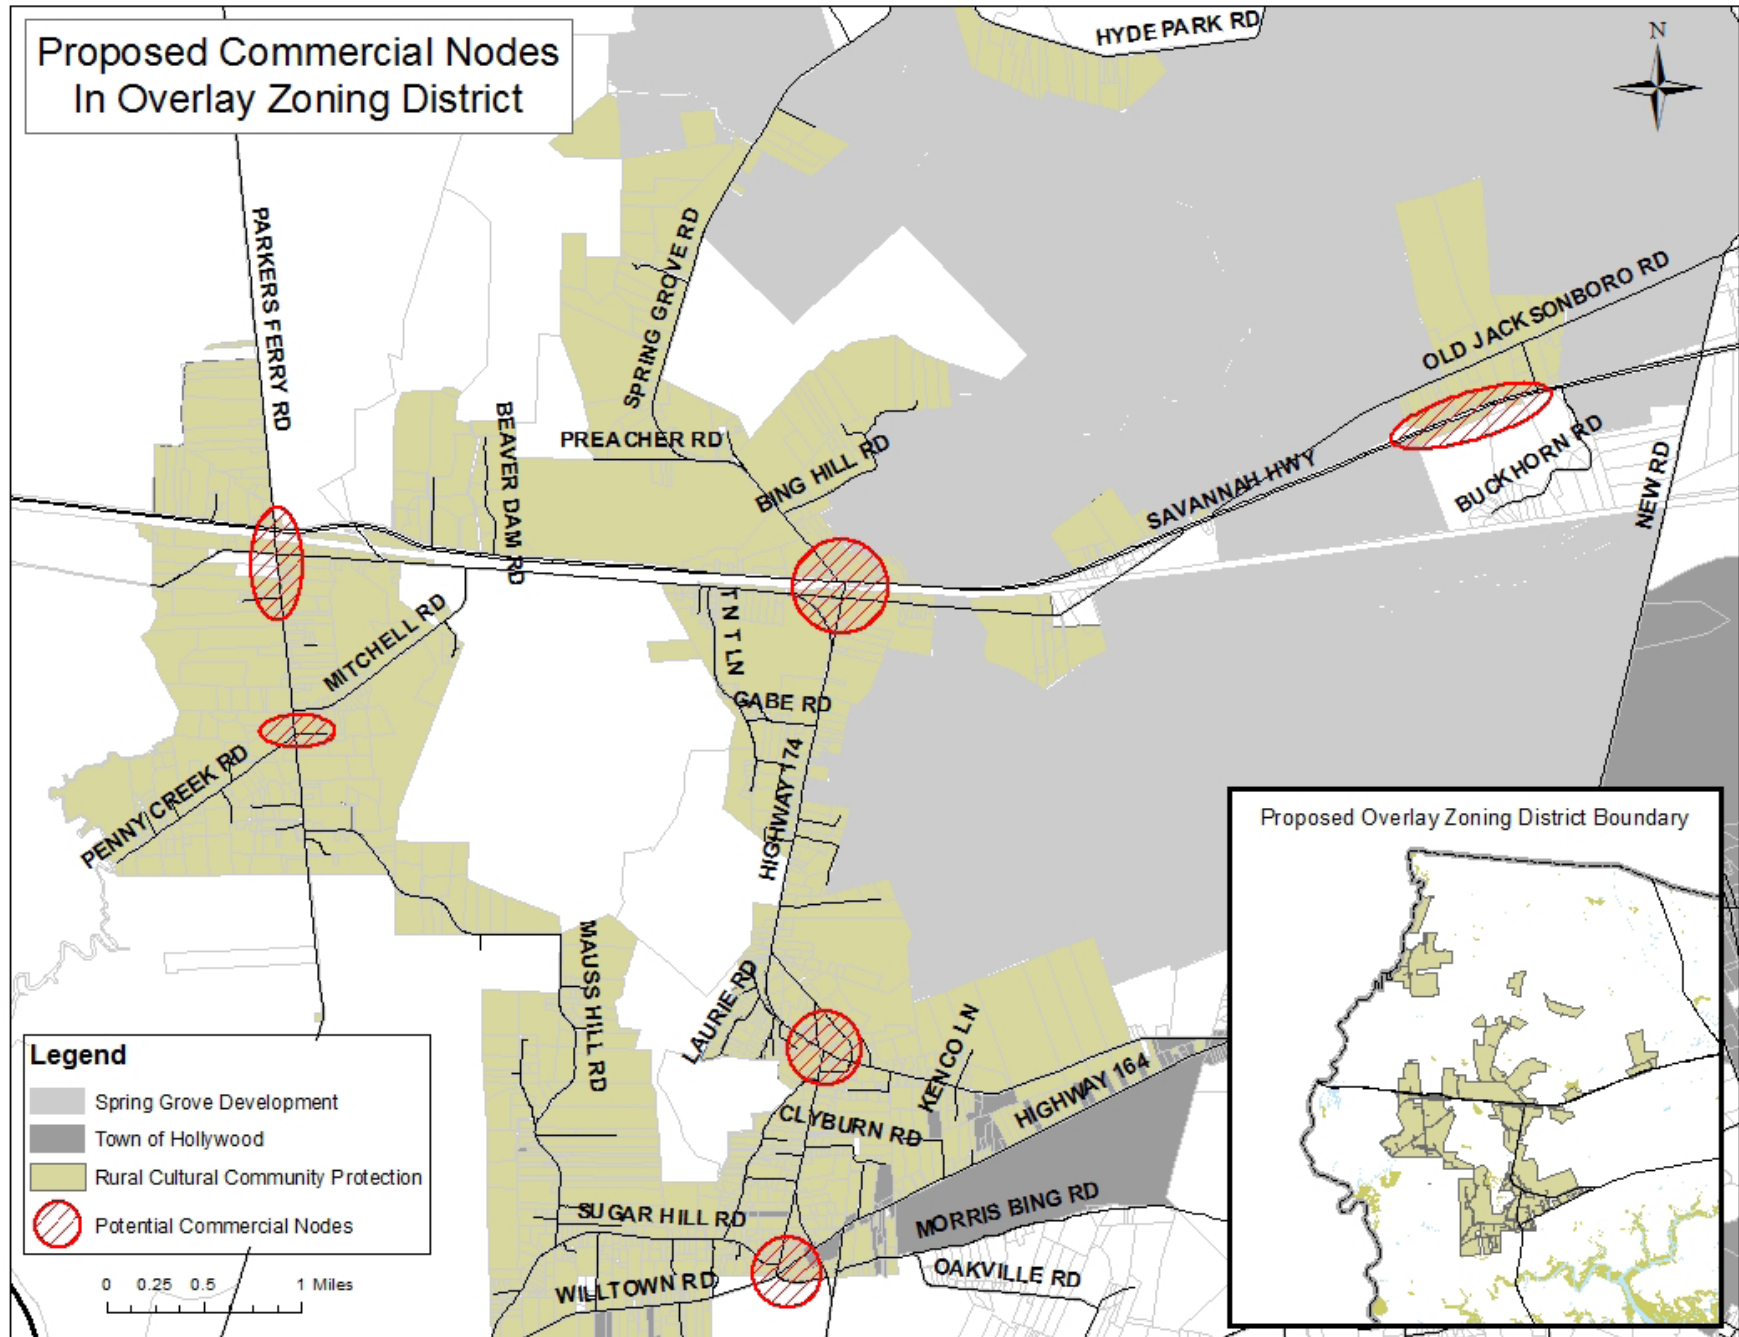 Proposed Commercial Nodes
In Overlay Zoning District
HYDE PARK RD
N
PARKERS FERRY RD
SPRING GROVE RD
OLD JACKSONBORO RD
BEAVER DAM RD
PREACHER RD
BING HILL RD
SAVANNAH HWY
BUCKHORN RD
NEW RD
MITCHELL RD
T N T LN
GABE RD
HIGHWAY 174
PENNY CREEK RD
MAUSS HILL RD
LAURIE RD
KENCO LN
HIGHWAY 164
CLYBURN RD
SUGAR HILL RD
MORRIS BING RD
WILLTOWN RD
OAKVILLE RD
Legend
Spring Grove Development
Town of Hollywood
Rural Cultural Community Protection
Potential Commercial Nodes
0 0.25 0.5 1 Miles
Proposed Overlay Zoning District Boundary